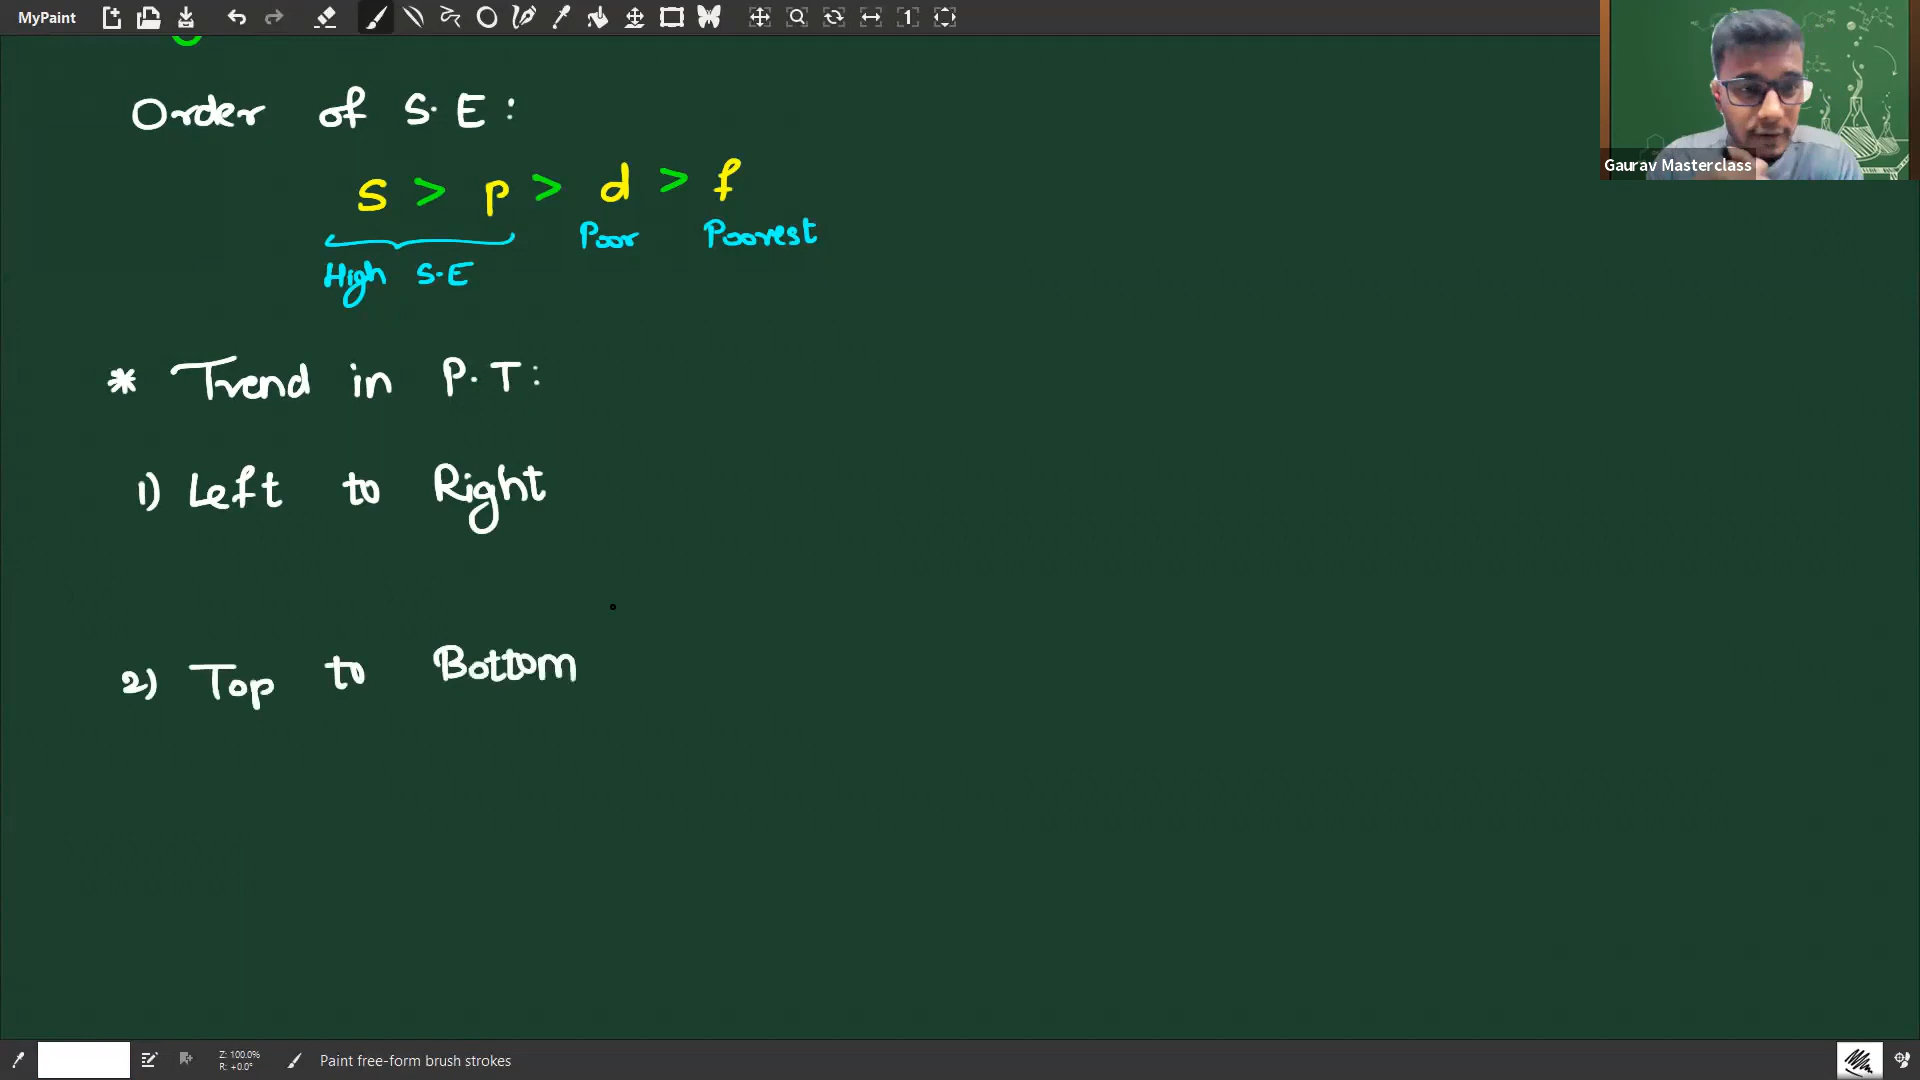 MyPaint
Gaurav Masterclass
Order of S.E:
s > p > d > f
High S.E Poor Poorest
* Trend in P.T:
1) Left to Right
2) Top to Bottom
Z: 100.0%
R: +0.0°
Paint free-form brush strokes